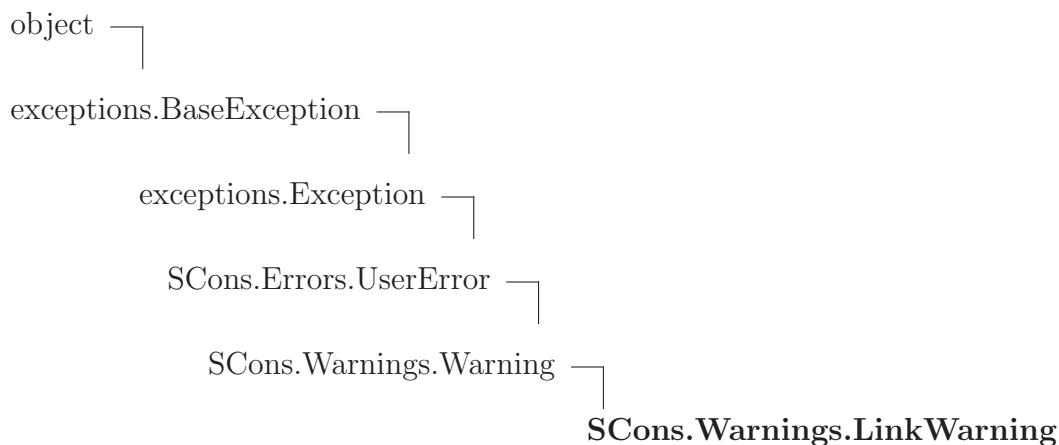 object
exceptions.BaseException
exceptions.Exception
SCons.Errors.UserError
SCons.Warnings.Warning
SCons.Warnings.LinkWarning